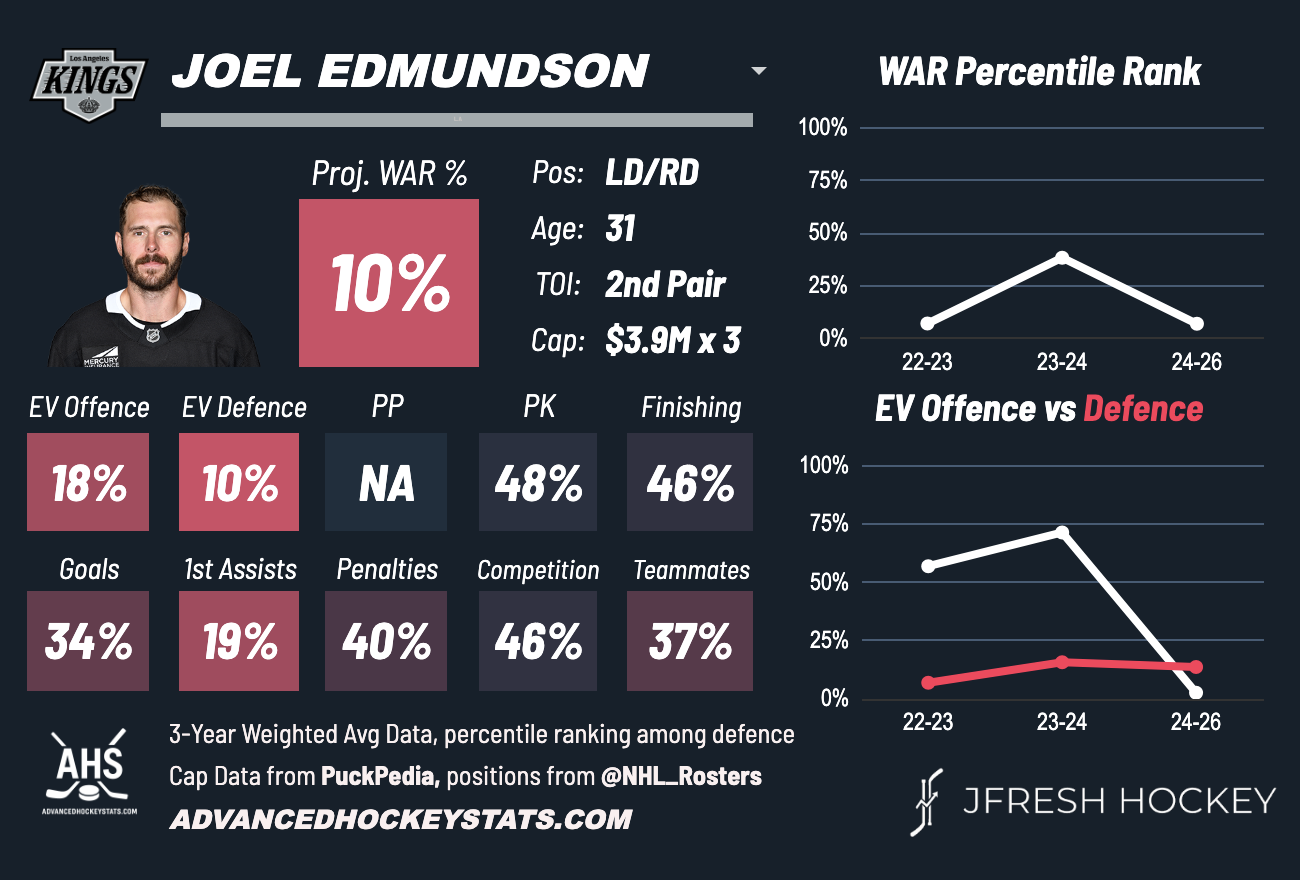 Los Angeles
KINGS
JOEL EDMUNDSON
Proj. WAR %
10%
Pos: LD/RD
Age: 31
TOI: 2nd Pair
Cap: $3.9M x 3
MERCURY
INSURANCE
EV Offence EV Defence PP PK Finishing
18% 10% NA 48% 46%
Goals 1st Assists Penalties Competition Teammates
34% 19% 40% 46% 37%
AHS
ADVANCEDHOCKEYSTATS.COM
3-Year Weighted Avg Data, percentile ranking among defence
Cap Data from PuckPedia, positions from @NHL_Rosters
ADVANCEDHOCKEYSTATS.COM
WAR Percentile Rank
100%
75%
50%
25%
0%
22-23 23-24 24-26
EV Offence vs Defence
100%
75%
50%
25%
0%
22-23 23-24 24-26
JFRESH HOCKEY